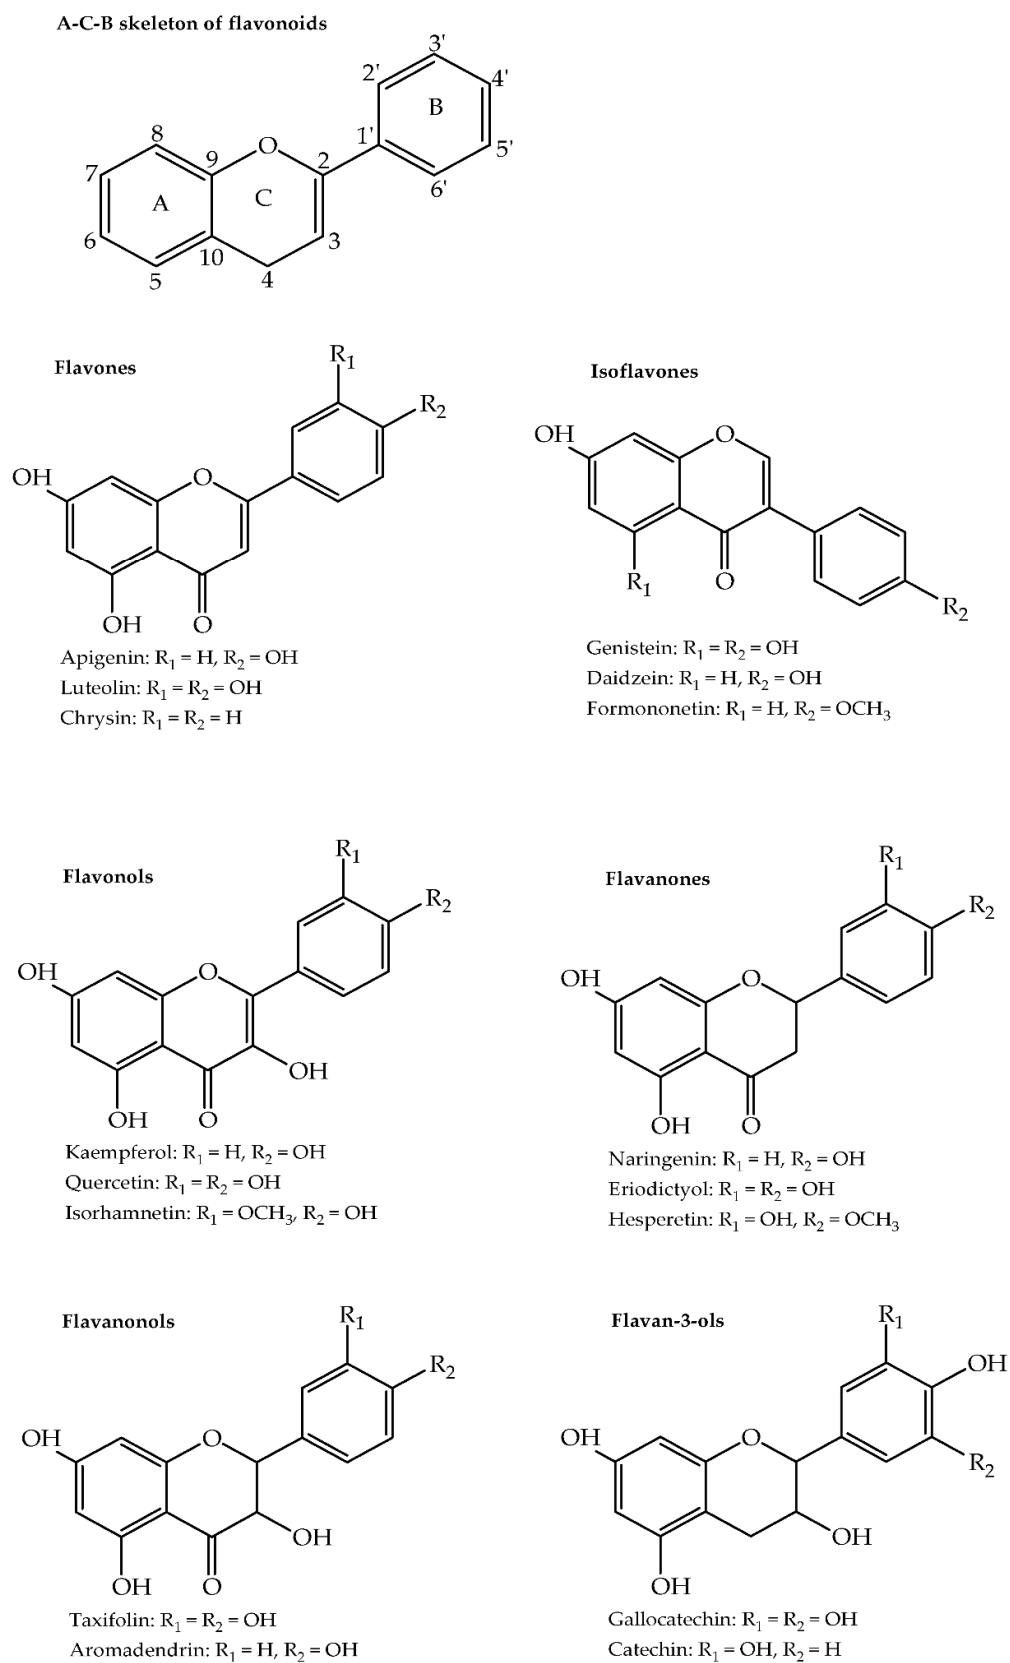 A-C-B skeleton of flavonoids
3'
2'
4'
B
8
1'
5'
O
9
2
7
6'
C
A
6
3
10
5
4
Flavones
R1
R2
OH
O
OH
O
Apigenin: R1 = H, R2 = OH
Luteolin: R1 = R2 = OH
Chrysin: R1 = R2 = H
Isoflavones
OH
O
R1
O
R2
Genistein: R1 = R2 = OH
Daidzein: R1 = H, R2 = OH
Formononetin: R1 = H, R2 = OCH3
Flavonols
R1
R2
OH
O
OH
OH
O
Kaempferol: R1 = H, R2 = OH
Quercetin: R1 = R2 = OH
Isorhamnetin: R1 = OCH3, R2 = OH
Flavanones
R1
R2
OH
O
OH
O
Naringenin: R1 = H, R2 = OH
Eriodictyol: R1 = R2 = OH
Hesperetin: R1 = OH, R2 = OCH3
Flavanonols
R1
R2
OH
O
OH
OH
O
Taxifolin: R1 = R2 = OH
Aromadendrin: R1 = H, R2 = OH
Flavan-3-ols
R1
OH
OH
O
R2
OH
OH
Gallocatechin: R1 = R2 = OH
Catechin: R1 = OH, R2 = H